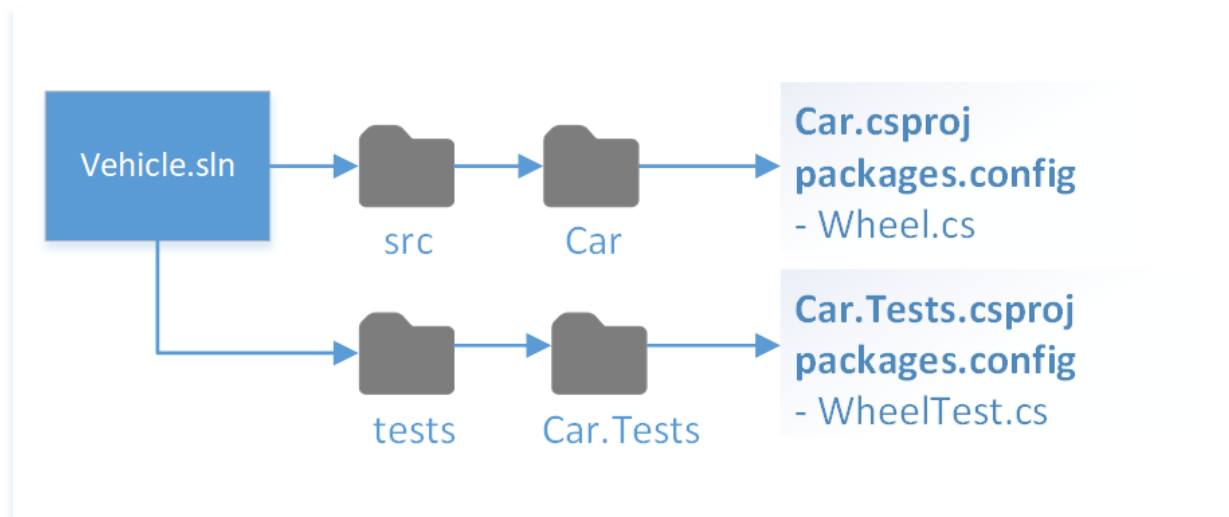 Vehicle.sln
src
Car
Car.csproj
packages.config
- Wheel.cs
tests
Car.Tests
Car.Tests.csproj
packages.config
- WheelTest.cs